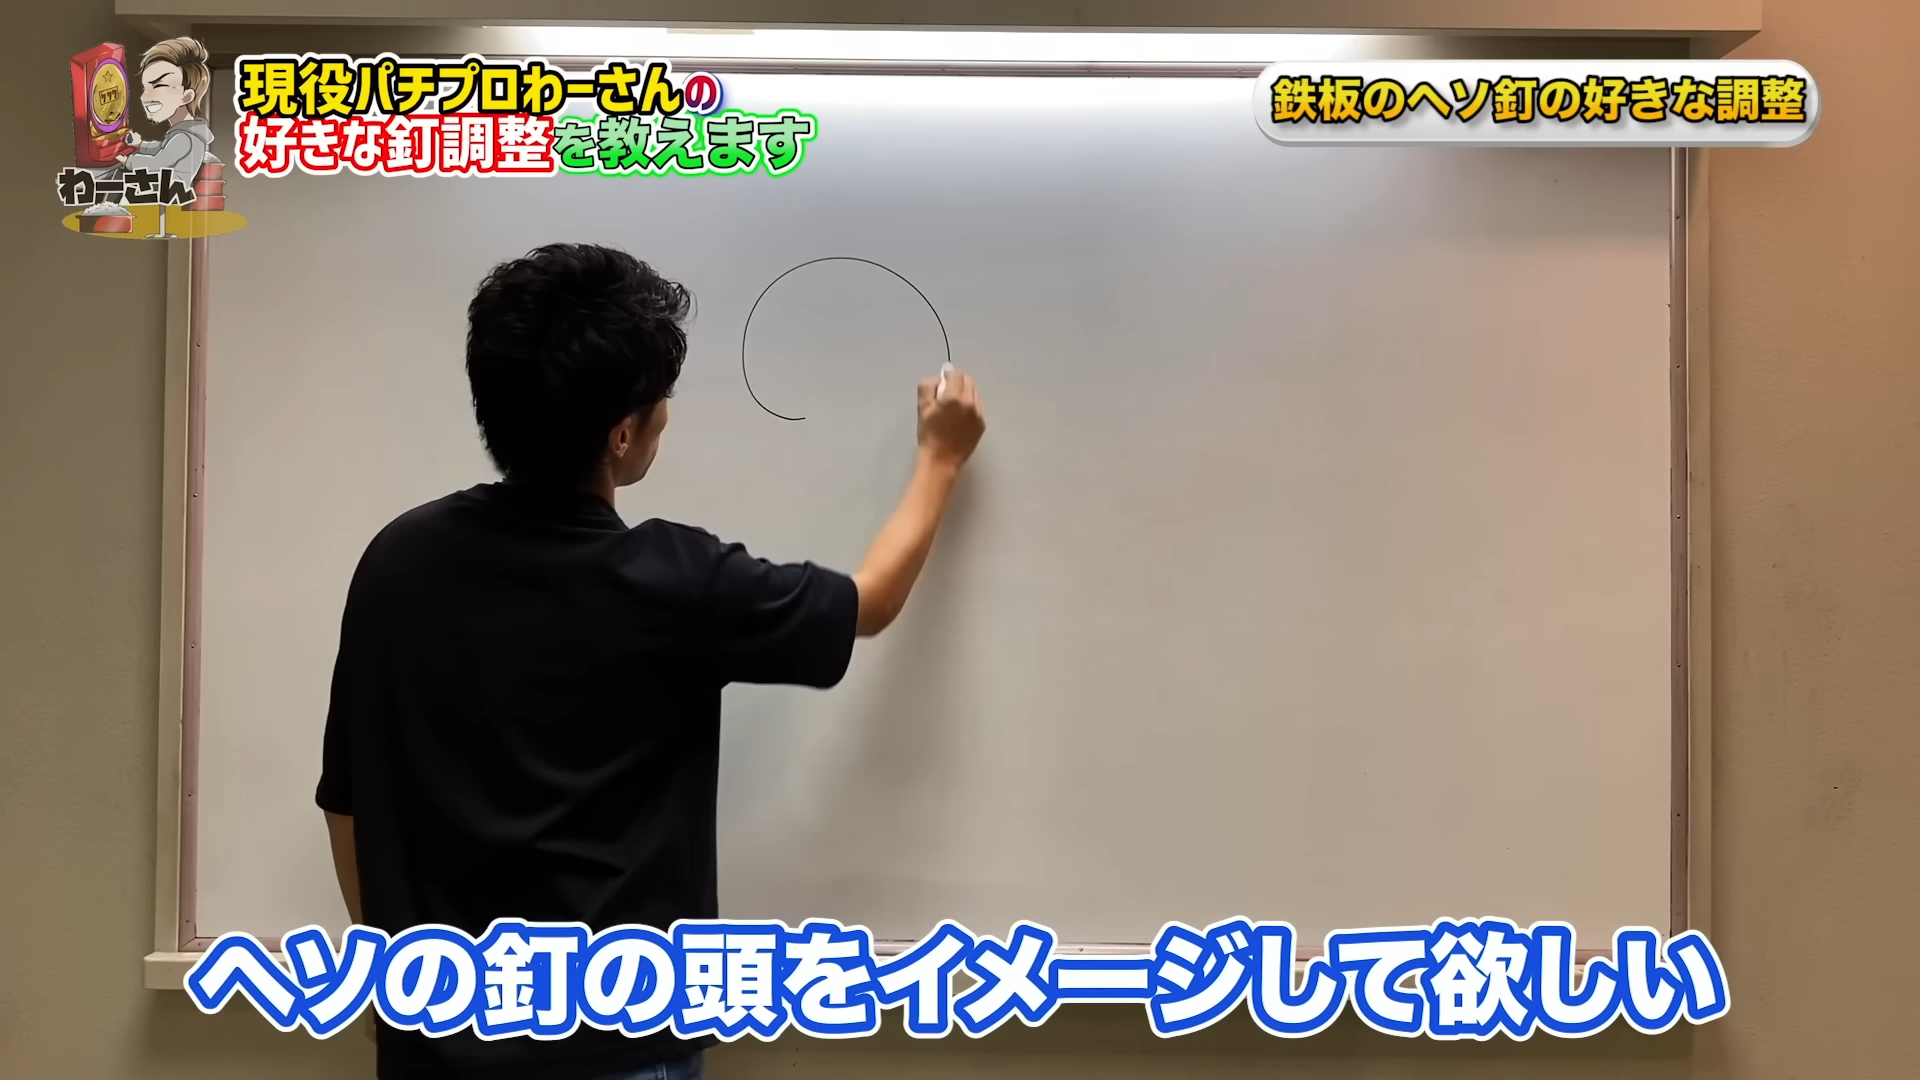 現役パチプロわーさんの
好きな釘調整を教えます
鉄板のヘソ釘の好きな調整
わーさん
ヘソの釘の頭をイメージして欲しい